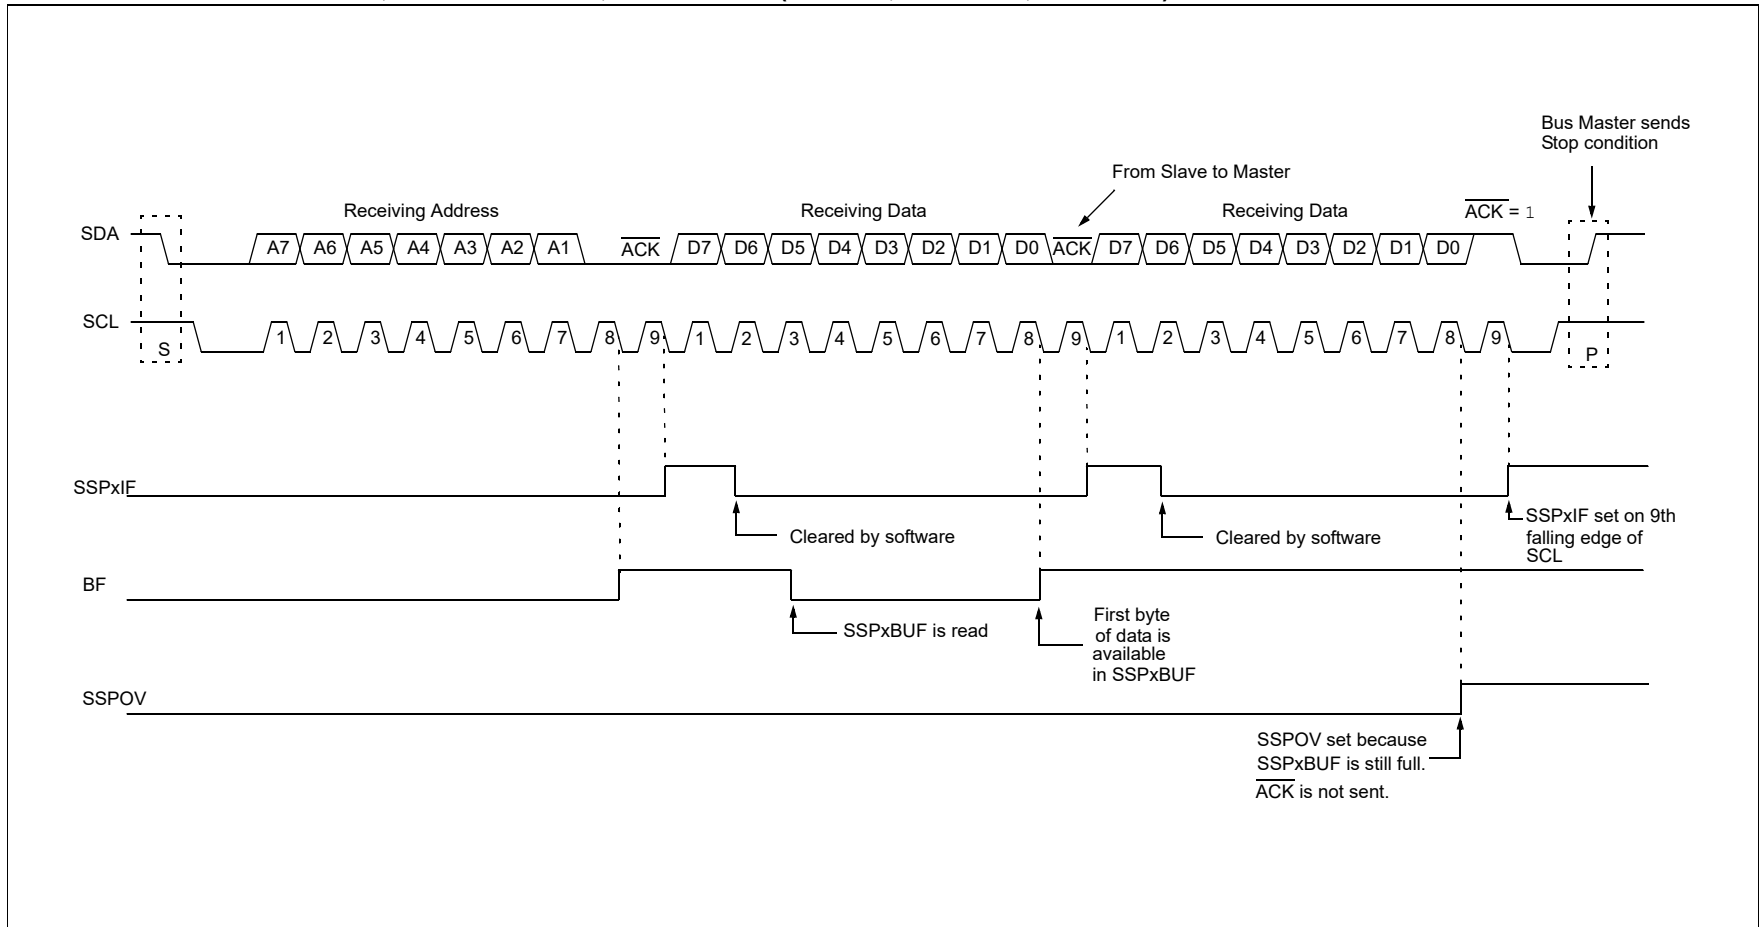 Bus Master sends
Stop condition
From Slave to Master
Receiving Address
Receiving Data
Receiving Data
ACK = 1
SDA
A7 A6 A5 A4 A3 A2 A1 ACK D7 D6 D5 D4 D3 D2 D1 D0 ACK D7 D6 D5 D4 D3 D2 D1 D0
SCL
S
1 2 3 4 5 6 7 8 9 1 2 3 4 5 6 7 8 9 1 2 3 4 5 6 7 8 9
P
SSPxIF
Cleared by software
Cleared by software
SSPxIF set on 9th
falling edge of
SCL
BF
SSPxBUF is read
First byte
of data is
available
in SSPxBUF
SSPOV
SSPOV set because
SSPxBUF is still full.
ACK is not sent.